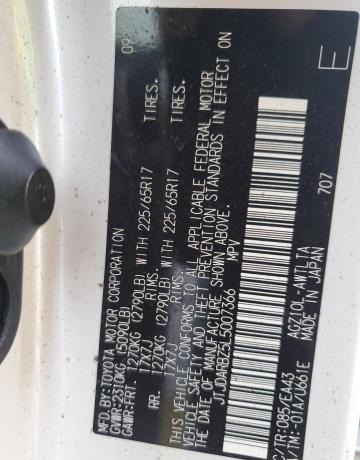 MFD. BY: TOYOTA MOTOR CORPORATION 09
GVWR:2310KG (5090LB)
GAWR:FRT. 1270KG (2790LB) WITH 225/65R17 TIRES.
17X7J RIMS.
RR. 1270KG (2790LB) WITH 225/65R17 TIRES.
17X7J RIMS.
THIS VEHICLE CONFORMS TO ALL APPLICABLE FEDERAL MOTOR
VEHICLE SAFETY AND THEFT PREVENTION STANDARDS IN EFFECT ON
THE DATE OF MANUFACTURE SHOWN ABOVE.
MPV E
C/TR:085/EA43 AGZ10L-AWTLTA 707
/TM:-01A/U661E MADE IN JAPAN